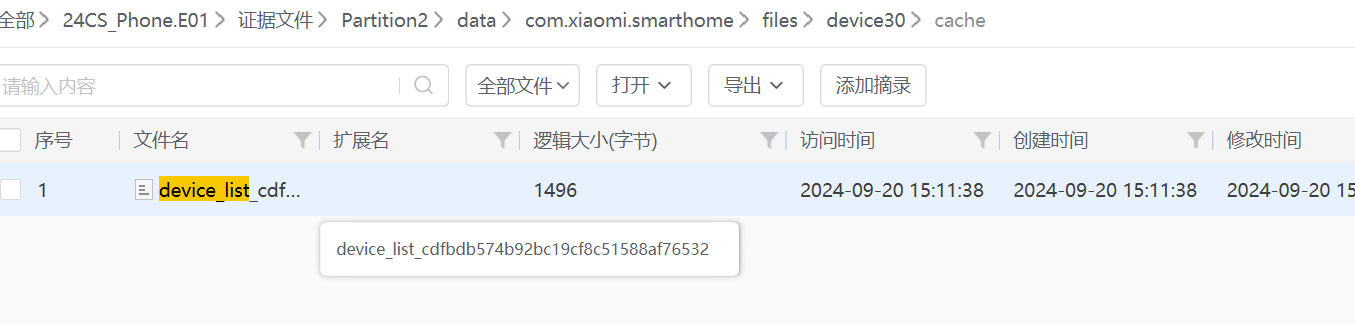 全部 > 24CS_Phone.E01 > 证据文件 > Partition2 > data > com.xiaomi.smarthome > files > device30 > cache
请输入内容 全部文件 打开 导出 添加摘录
序号 文件名 扩展名 逻辑大小(字节) 访问时间 创建时间 修改时间
1 device_list_cdf... 1496 2024-09-20 15:11:38 2024-09-20 15:11:38 2024-09-20 15
device_list_cdfbdb574b92bc19cf8c51588af76532